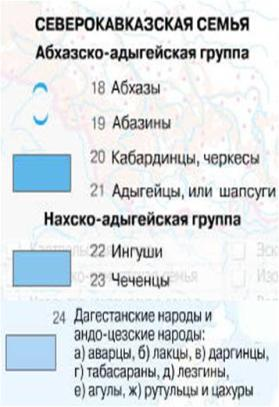 СЕВЕРОКАВКАЗСКАЯ СЕМЬЯ
Абхазско-адыгейская группа
18 Абхазы
19 Абазины
20 Кабардинцы, черкесы
21 Адыгейцы, или шапсуги
Нахско-адыгейская группа
22 Ингуши
23 Чеченцы
24 Дагестанские народы и
андо-цезские народы:
а) аварцы, б) лакцы, в) даргинцы,
г) табасараны, д) лезгины,
е) агулы, ж) рутульцы и цахуры